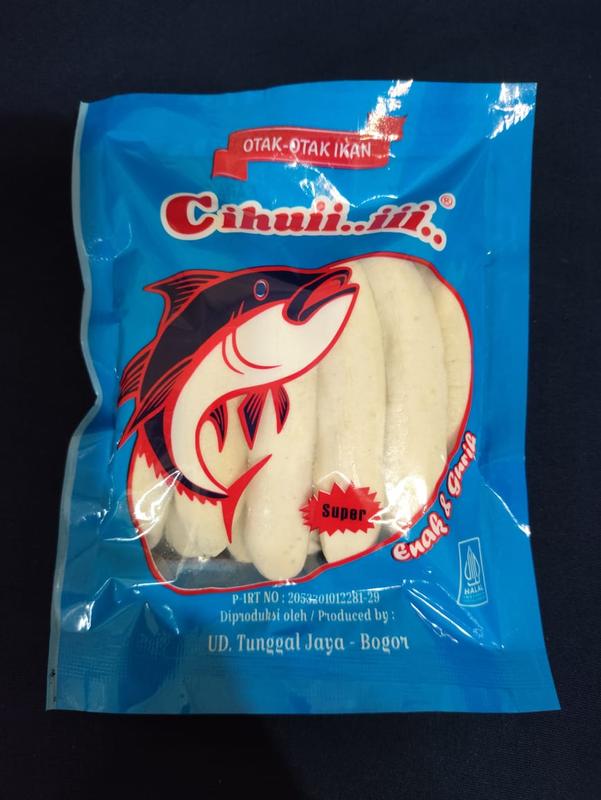 OTAK-OTAK IKAN
Cihuii..iii..®
Super
Enak & Gurih
HALAL
P-IRT NO : 2053201012281-29
Diproduksi oleh / Produced by :
UD. Tunggal Jaya - Bogor